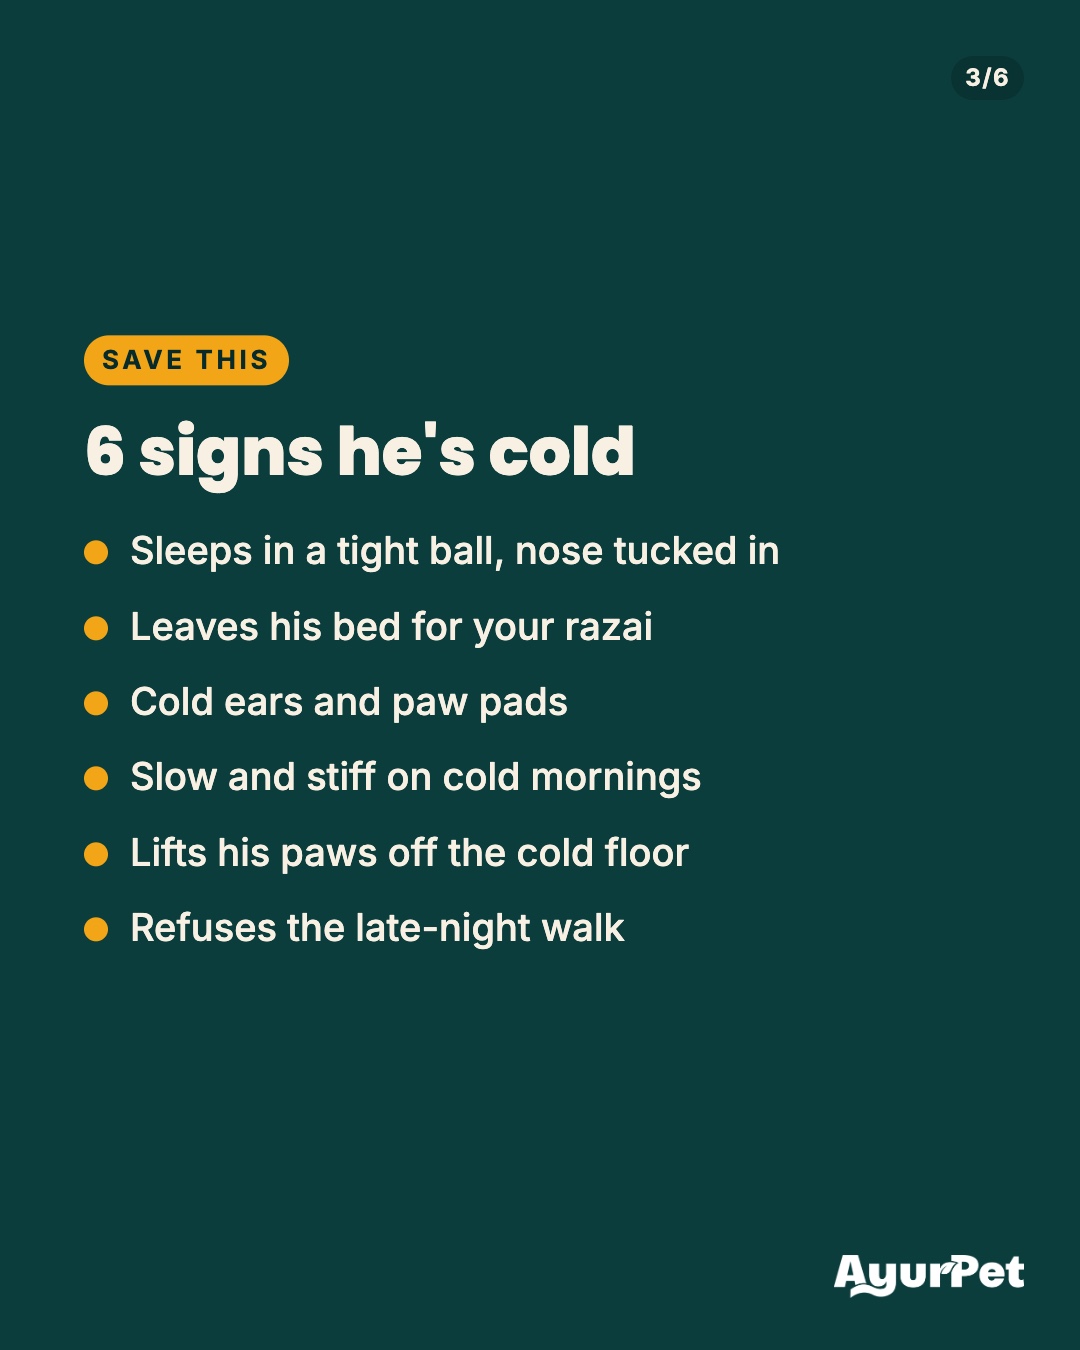 3/6
SAVE THIS
6 signs he's cold
Sleeps in a tight ball, nose tucked in
Leaves his bed for your razai
Cold ears and paw pads
Slow and stiff on cold mornings
Lifts his paws off the cold floor
Refuses the late-night walk
AyurPet